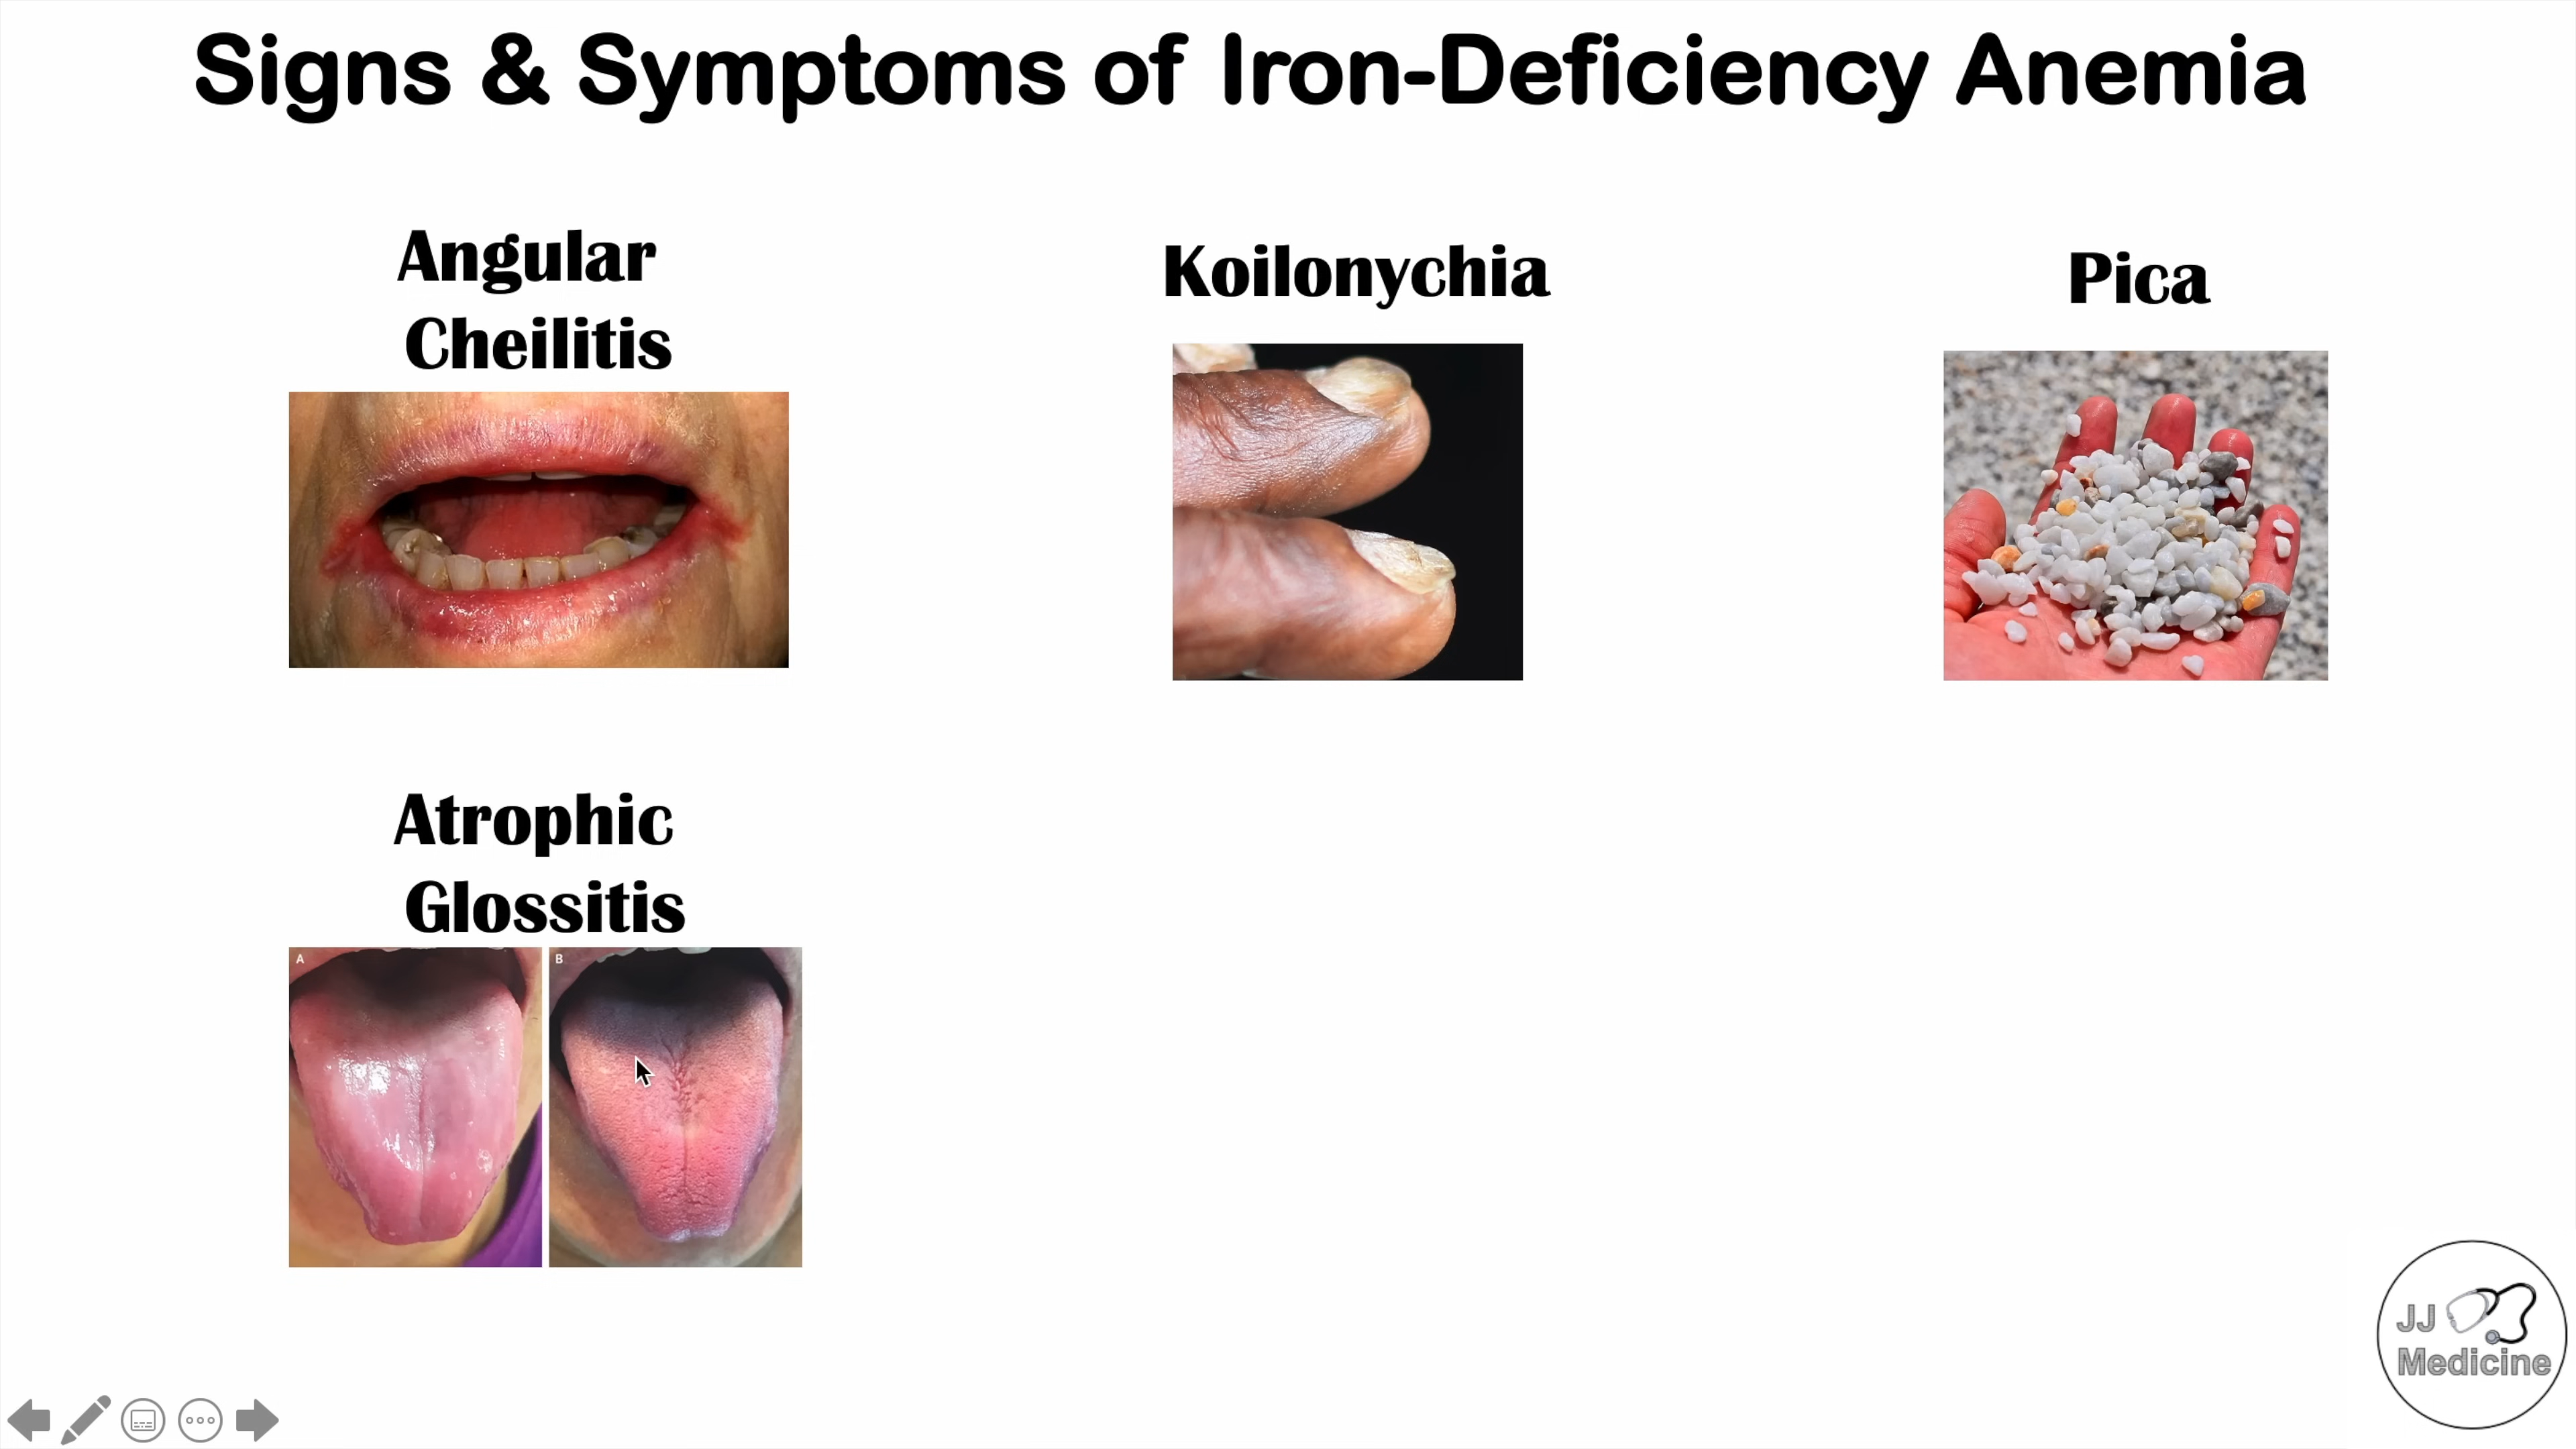 Signs & Symptoms of Iron-Deficiency Anemia
Angular
Cheilitis
Koilonychia
Pica
Atrophic
Glossitis
A
B
JJ
Medicine